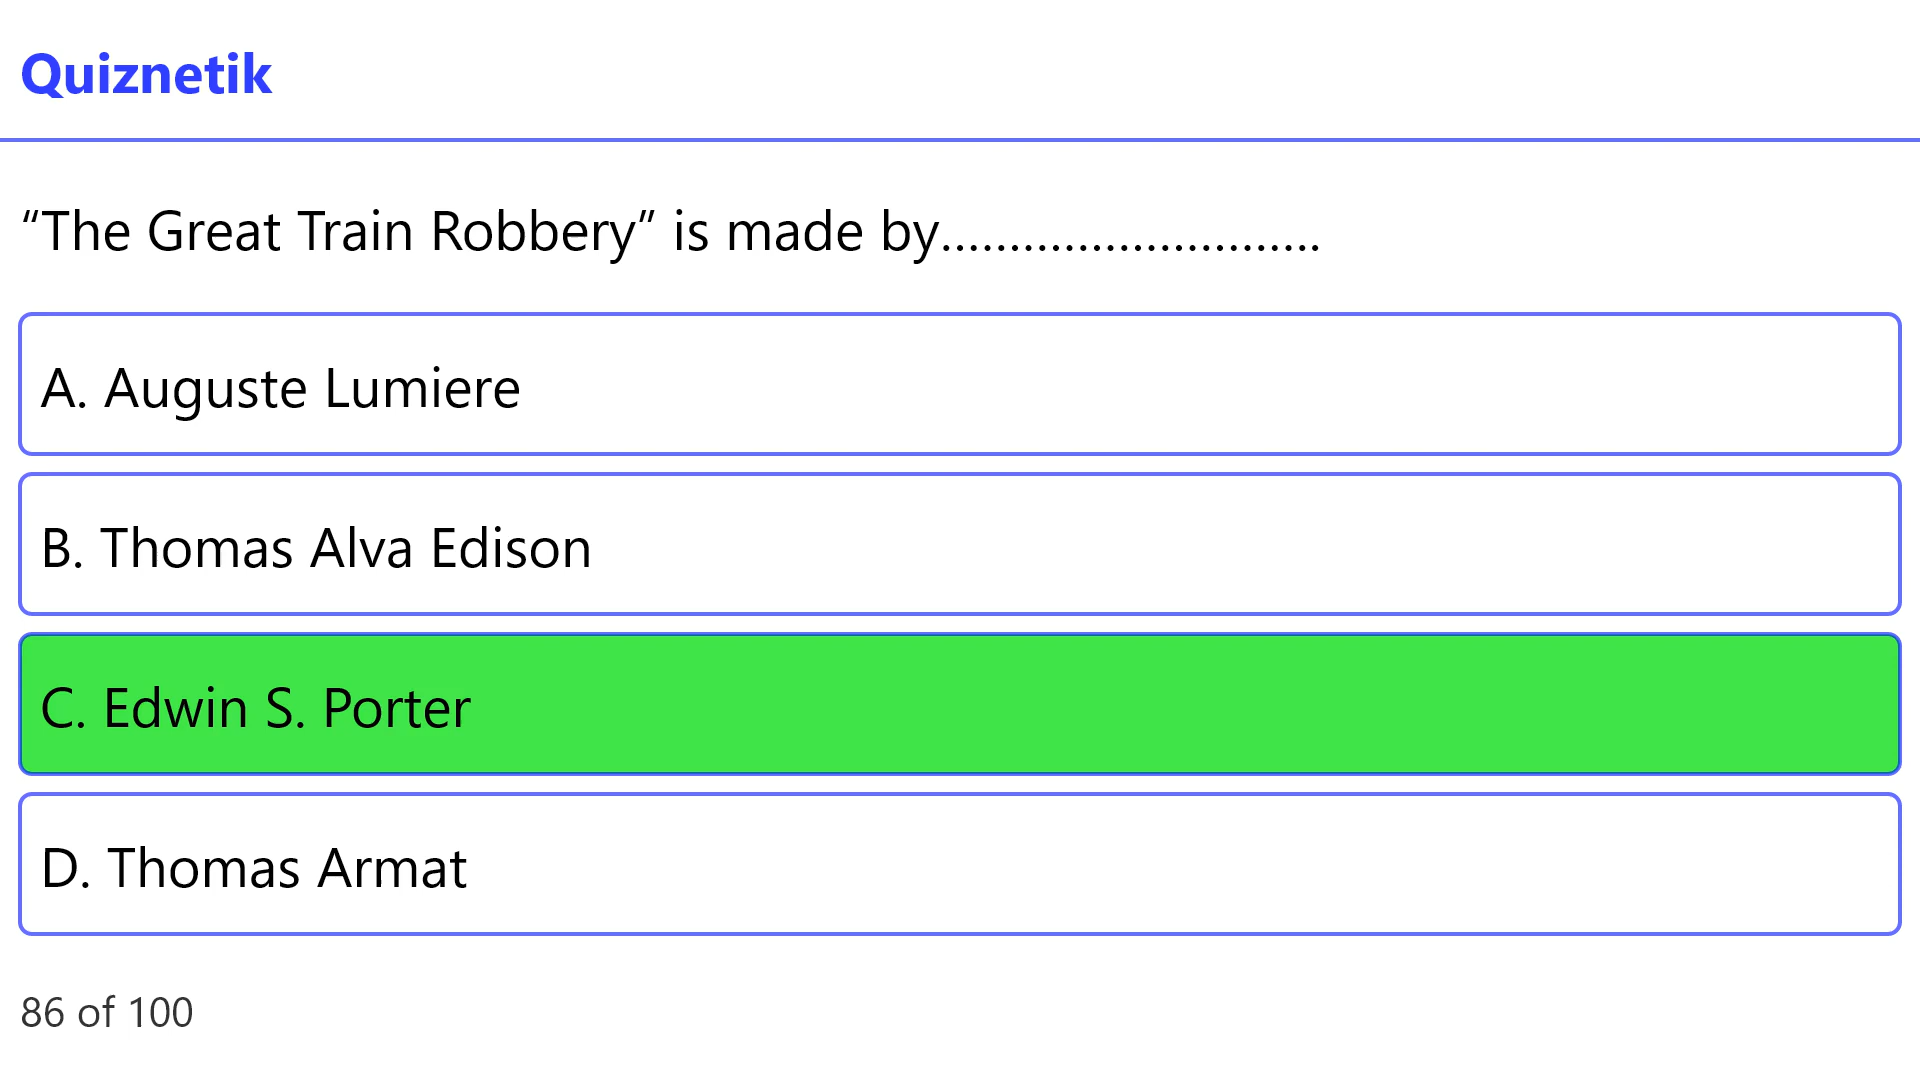 Quiznetik
“The Great Train Robbery” is made by............................
A. Auguste Lumiere
B. Thomas Alva Edison
C. Edwin S. Porter
D. Thomas Armat
86 of 100